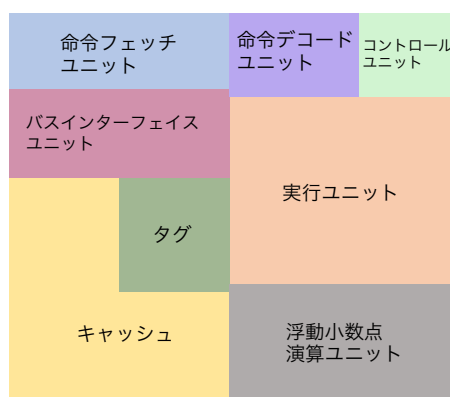 命令フェッチ
ユニット
命令デコード
ユニット
コントロール
ユニット
バスインターフェイス
ユニット
実行ユニット
タグ
キャッシュ
浮動小数点
演算ユニット